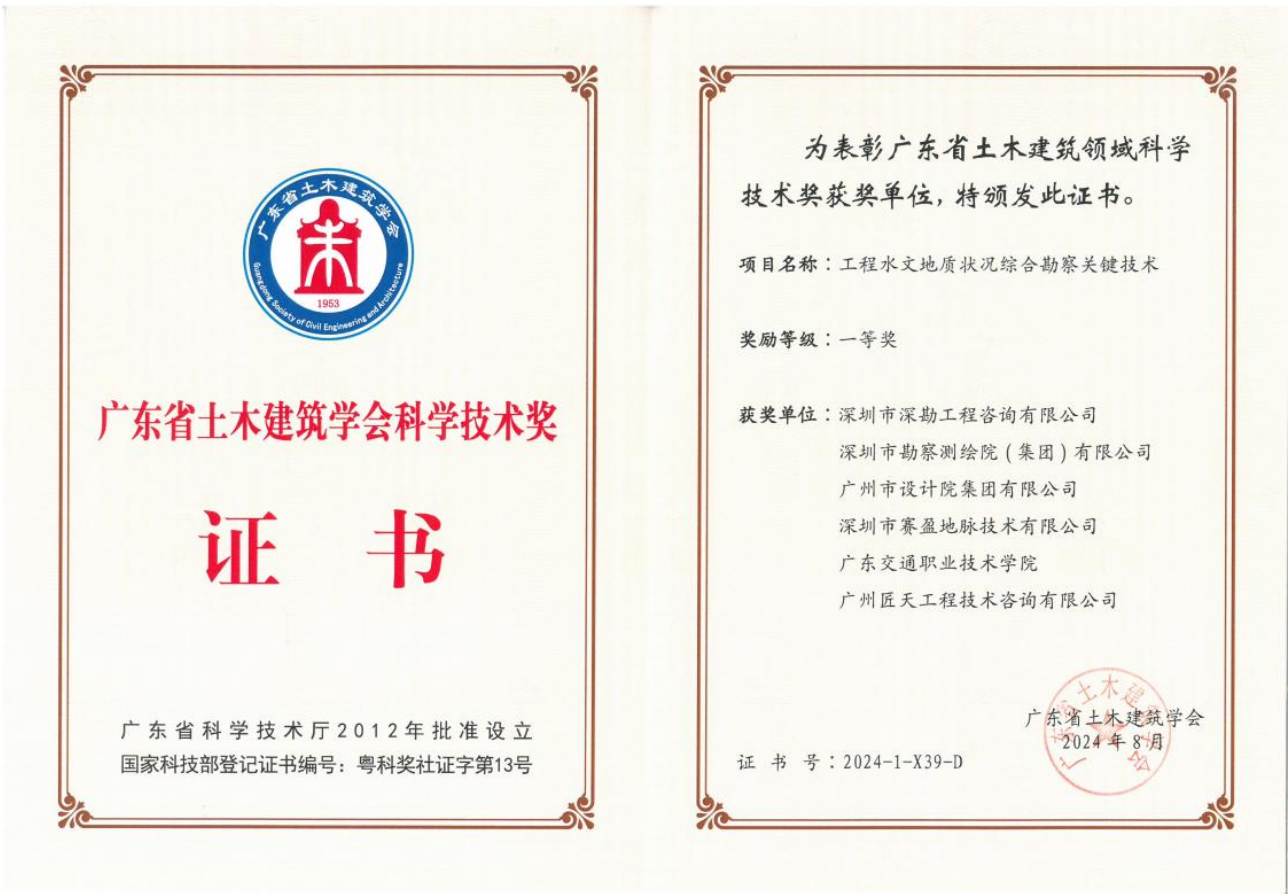 广东省土木建筑学会
1953
Guangdong Society of Civil Engineering and Architecture
广东省土木建筑学会科学技术奖
证 书
广东省科学技术厅2012年批准设立
国家科技部登记证书编号：粤科奖社证字第13号
为表彰广东省土木建筑领域科学
技术奖获奖单位，特颁发此证书。
项目名称：工程水文地质状况综合勘察关键技术
奖励等级：一等奖
获奖单位：深圳市深勘工程咨询有限公司
深圳市勘察测绘院（集团）有限公司
广州市设计院集团有限公司
深圳市赛盈地脉技术有限公司
广东交通职业技术学院
广州匠天工程技术咨询有限公司
广东省土木建筑学会
2024 年 8 月
广东省土木建筑学会
证 书 号：2024-1-X39-D